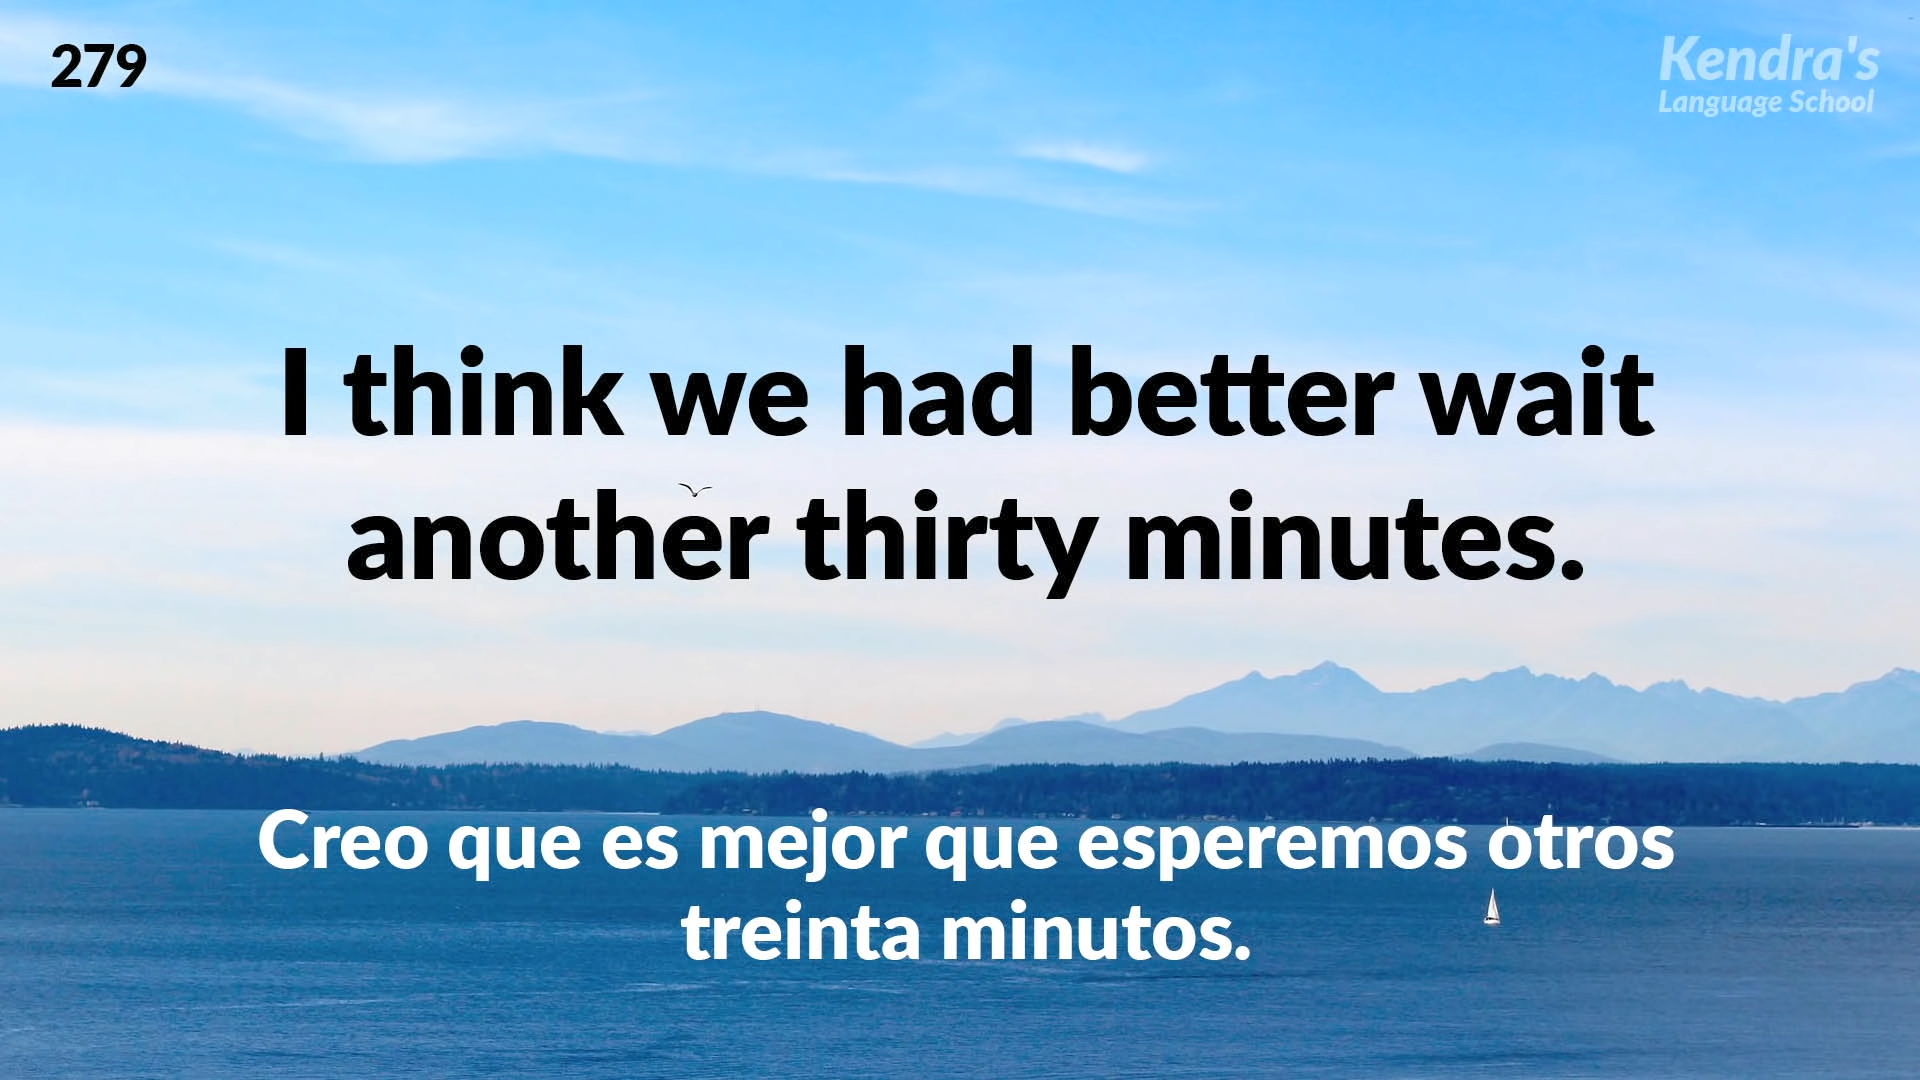 279
Kendra's
Language School
I think we had better wait
another thirty minutes.
Creo que es mejor que esperemos otros
treinta minutos.